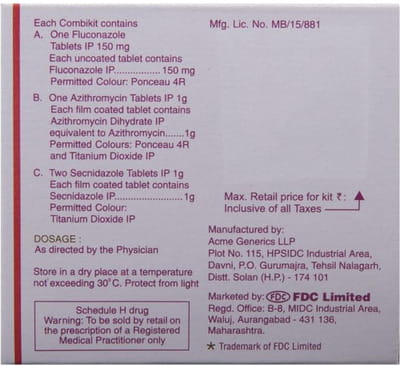 Each Combikit contains
A. One Fluconazole
Tablets IP 150 mg
Each uncoated tablet contains
Fluconazole IP.................150 mg
Permitted Colour: Ponceau 4R
B. One Azithromycin Tablets IP 1g
Each film coated tablet contains
Azithromycin Dihydrate IP
equivalent to Azithromycin.......1g
Permitted Colours: Ponceau 4R
and Titanium Dioxide IP
C. Two Secnidazole Tablets IP 1g
Each film coated tablet contains
Secnidazole IP.....................1g
Permitted Colour:
Titanium Dioxide IP
DOSAGE :
As directed by the Physician
Store in a dry place at a temperature
not exceeding 30°C. Protect from light
Schedule H drug
Warning: To be sold by retail on
the prescription of a Registered
Medical Practitioner only
Mfg. Lic. No. MB/15/881
Max. Retail price for kit ₹:
Inclusive of all Taxes
Manufactured by:
Acme Generics LLP
Plot No. 115, HPSIDC Industrial Area,
Davni, P.O. Gurumajra, Tehsil Nalagarh,
Distt. Solan (H.P.) - 174 101
Marketed by: FDC FDC Limited
Regd. Office: B-8, MIDC Industrial Area,
Waluj, Aurangabad - 431 136,
Maharashtra.
* Trademark of FDC Limited